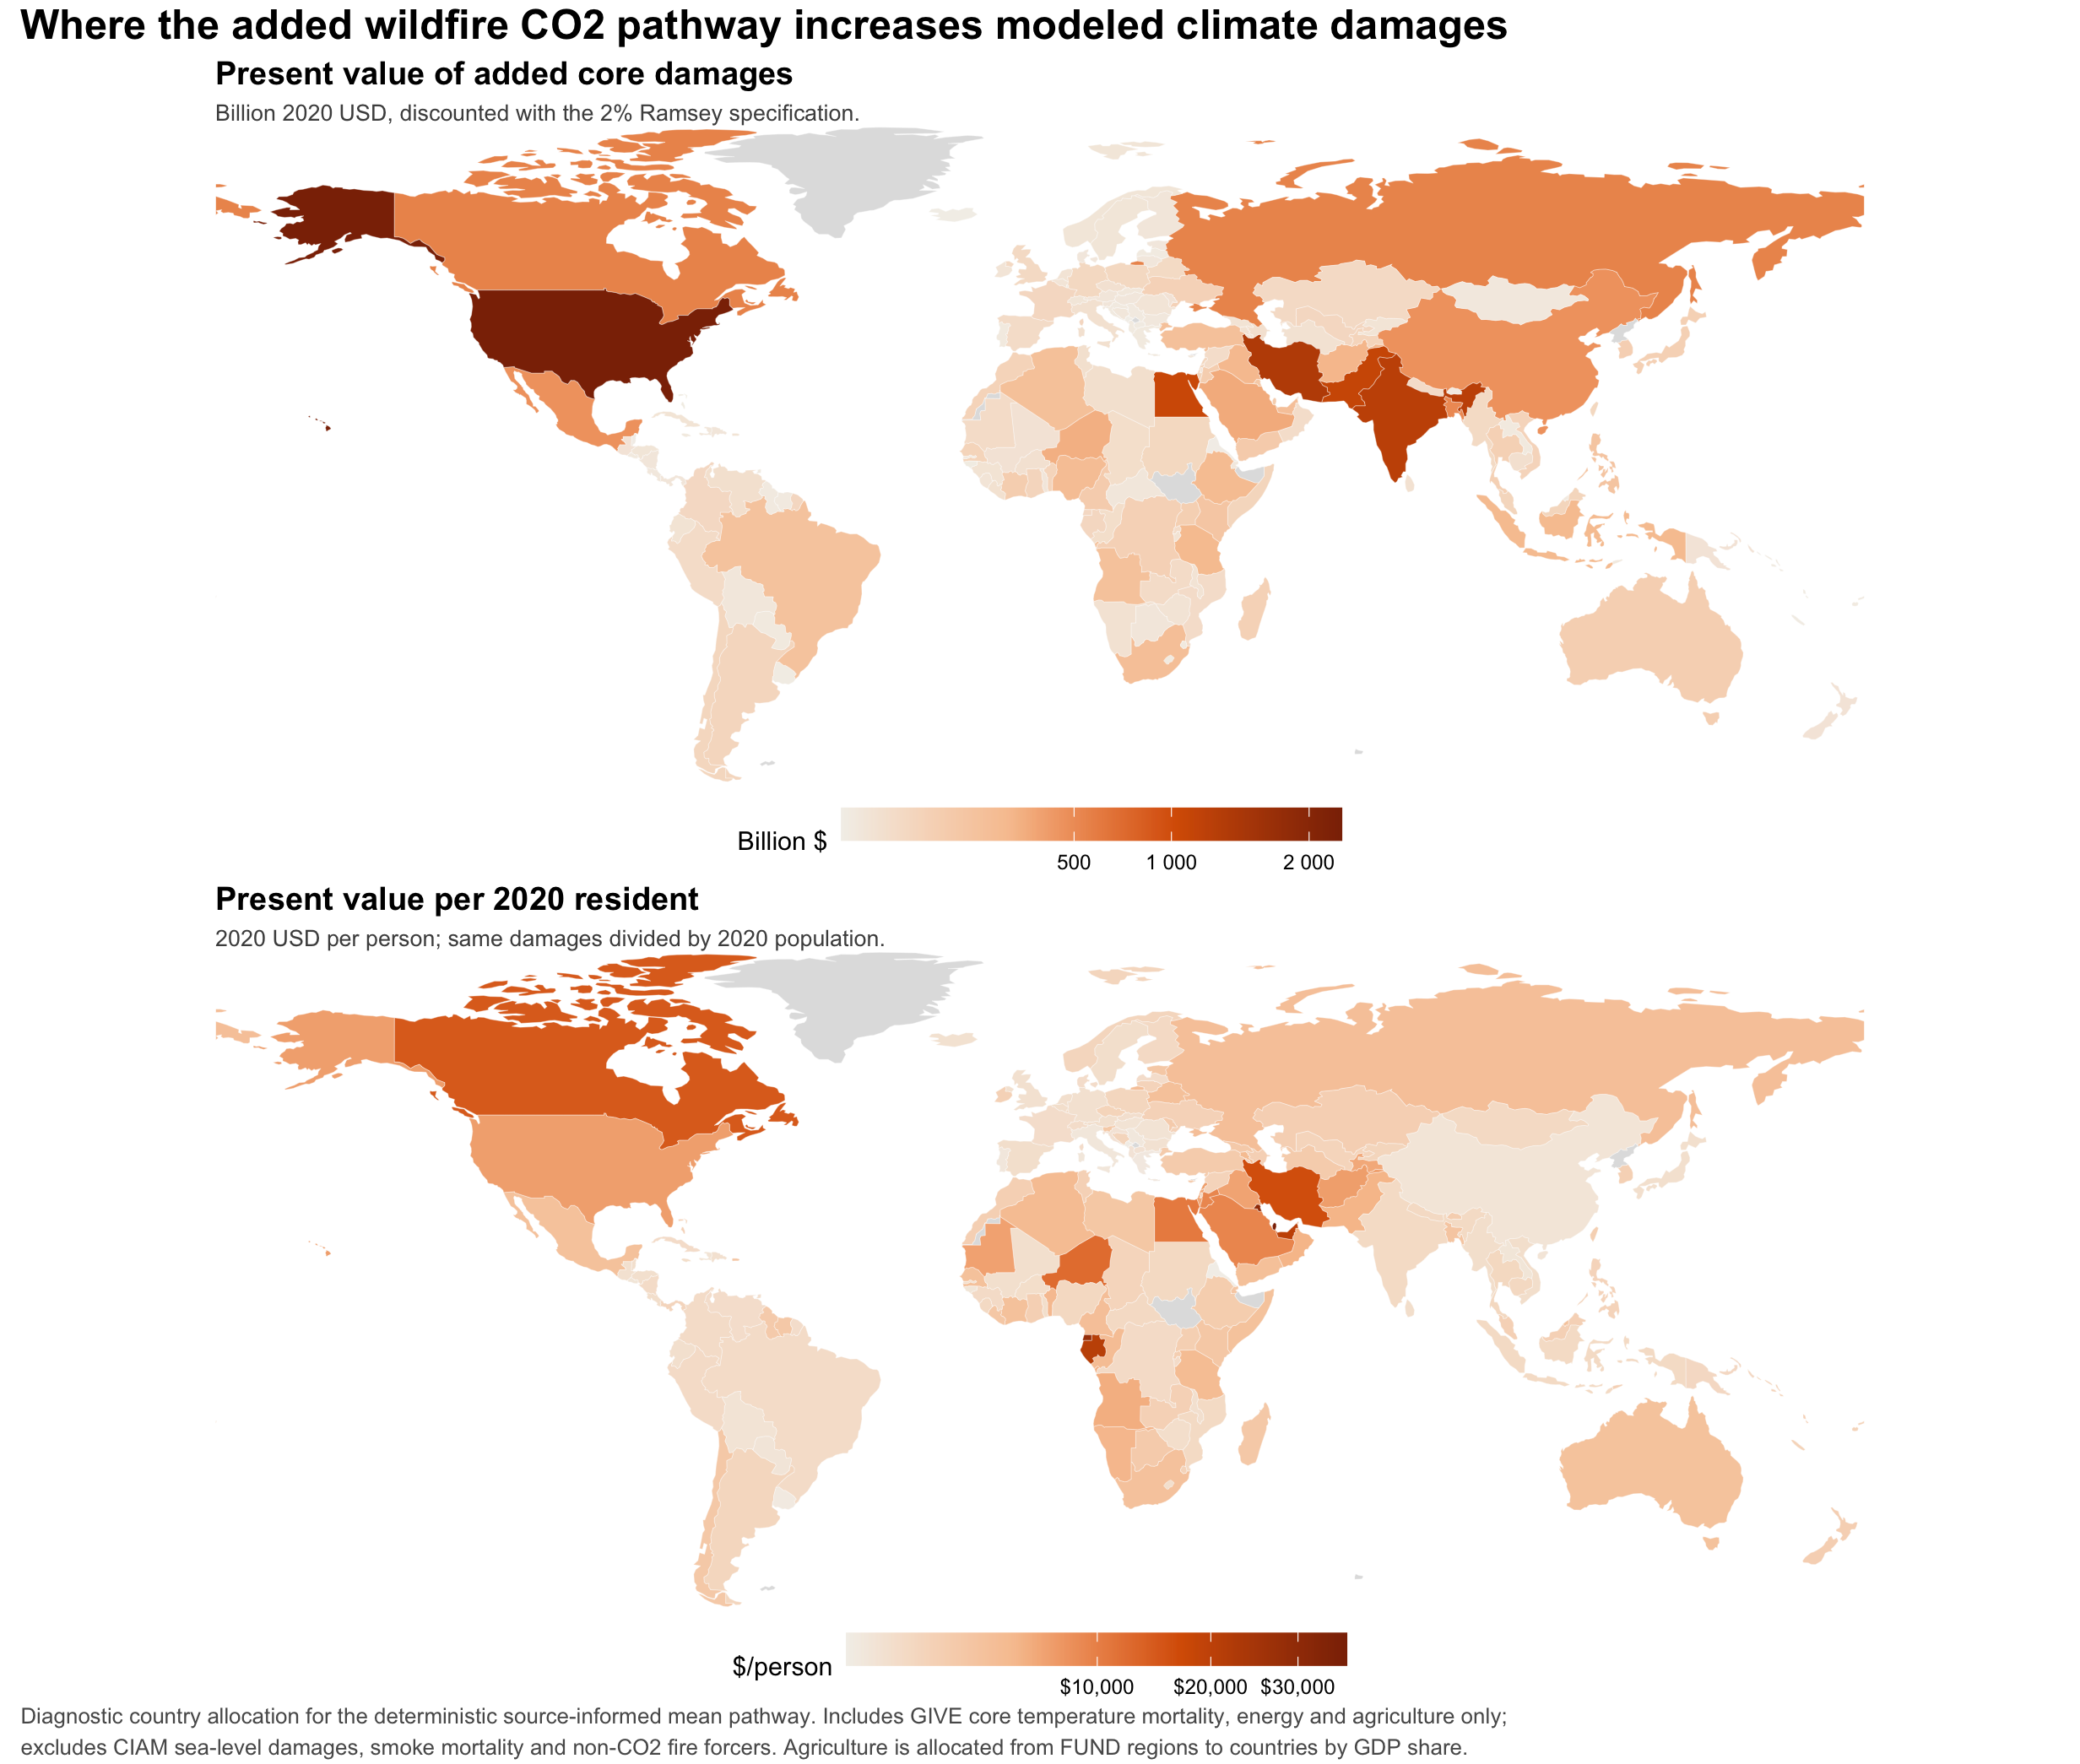 Where the added wildfire CO2 pathway increases modeled climate damages
Present value of added core damages
Billion 2020 USD, discounted with the 2% Ramsey specification.
Billion $
500
1 000
2 000
Present value per 2020 resident
2020 USD per person; same damages divided by 2020 population.
$/person
$10,000
$20,000
$30,000
Diagnostic country allocation for the deterministic source-informed mean pathway. Includes GIVE core temperature mortality, energy and agriculture only;
excludes CIAM sea-level damages, smoke mortality and non-CO2 fire forcers. Agriculture is allocated from FUND regions to countries by GDP share.